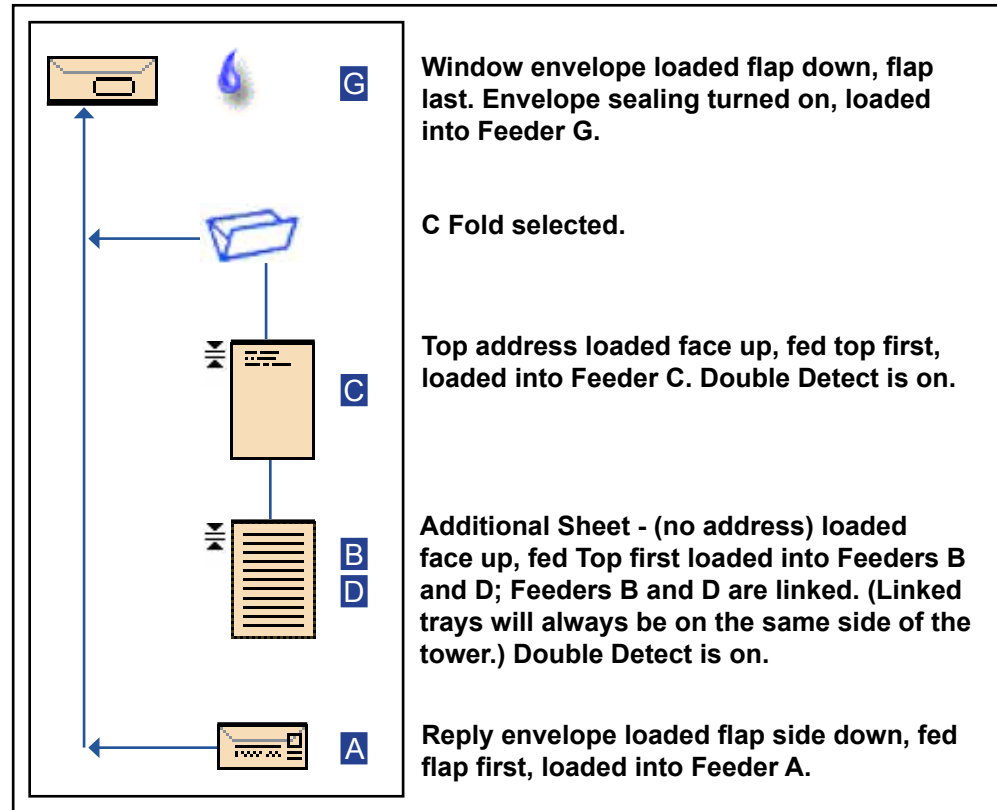 G
Window envelope loaded flap down, flap
last. Envelope sealing turned on, loaded
into Feeder G.
C Fold selected.
C
Top address loaded face up, fed top first,
loaded into Feeder C. Double Detect is on.
B
D
Additional Sheet - (no address) loaded
face up, fed Top first loaded into Feeders B
and D; Feeders B and D are linked. (Linked
trays will always be on the same side of the
tower.) Double Detect is on.
A
Reply envelope loaded flap side down, fed
flap first, loaded into Feeder A.